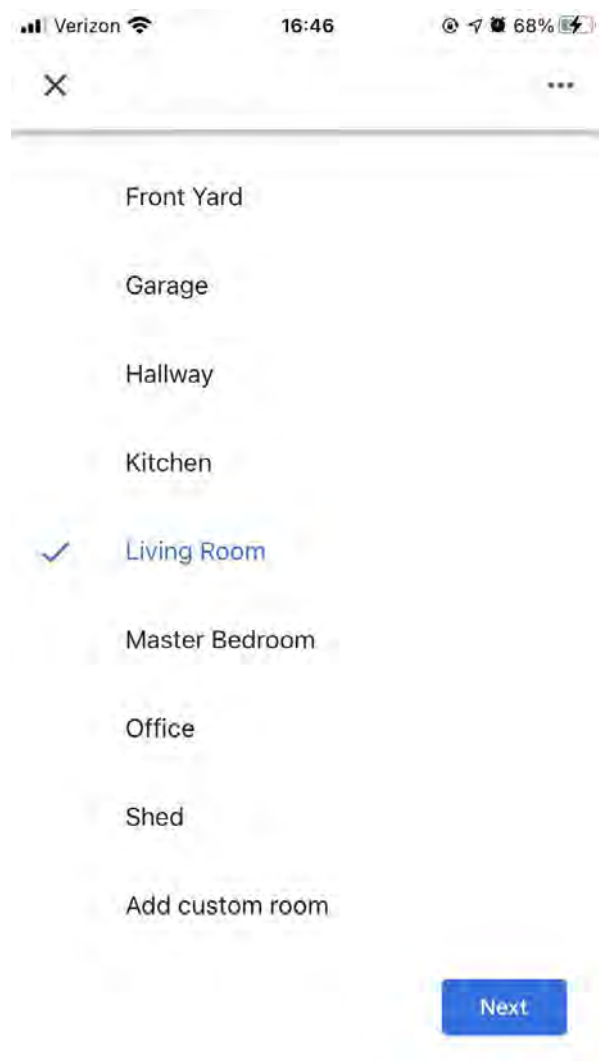 Verizon 16:46 68%
Front Yard
Garage
Hallway
Kitchen
Living Room
Master Bedroom
Office
Shed
Add custom room
Next